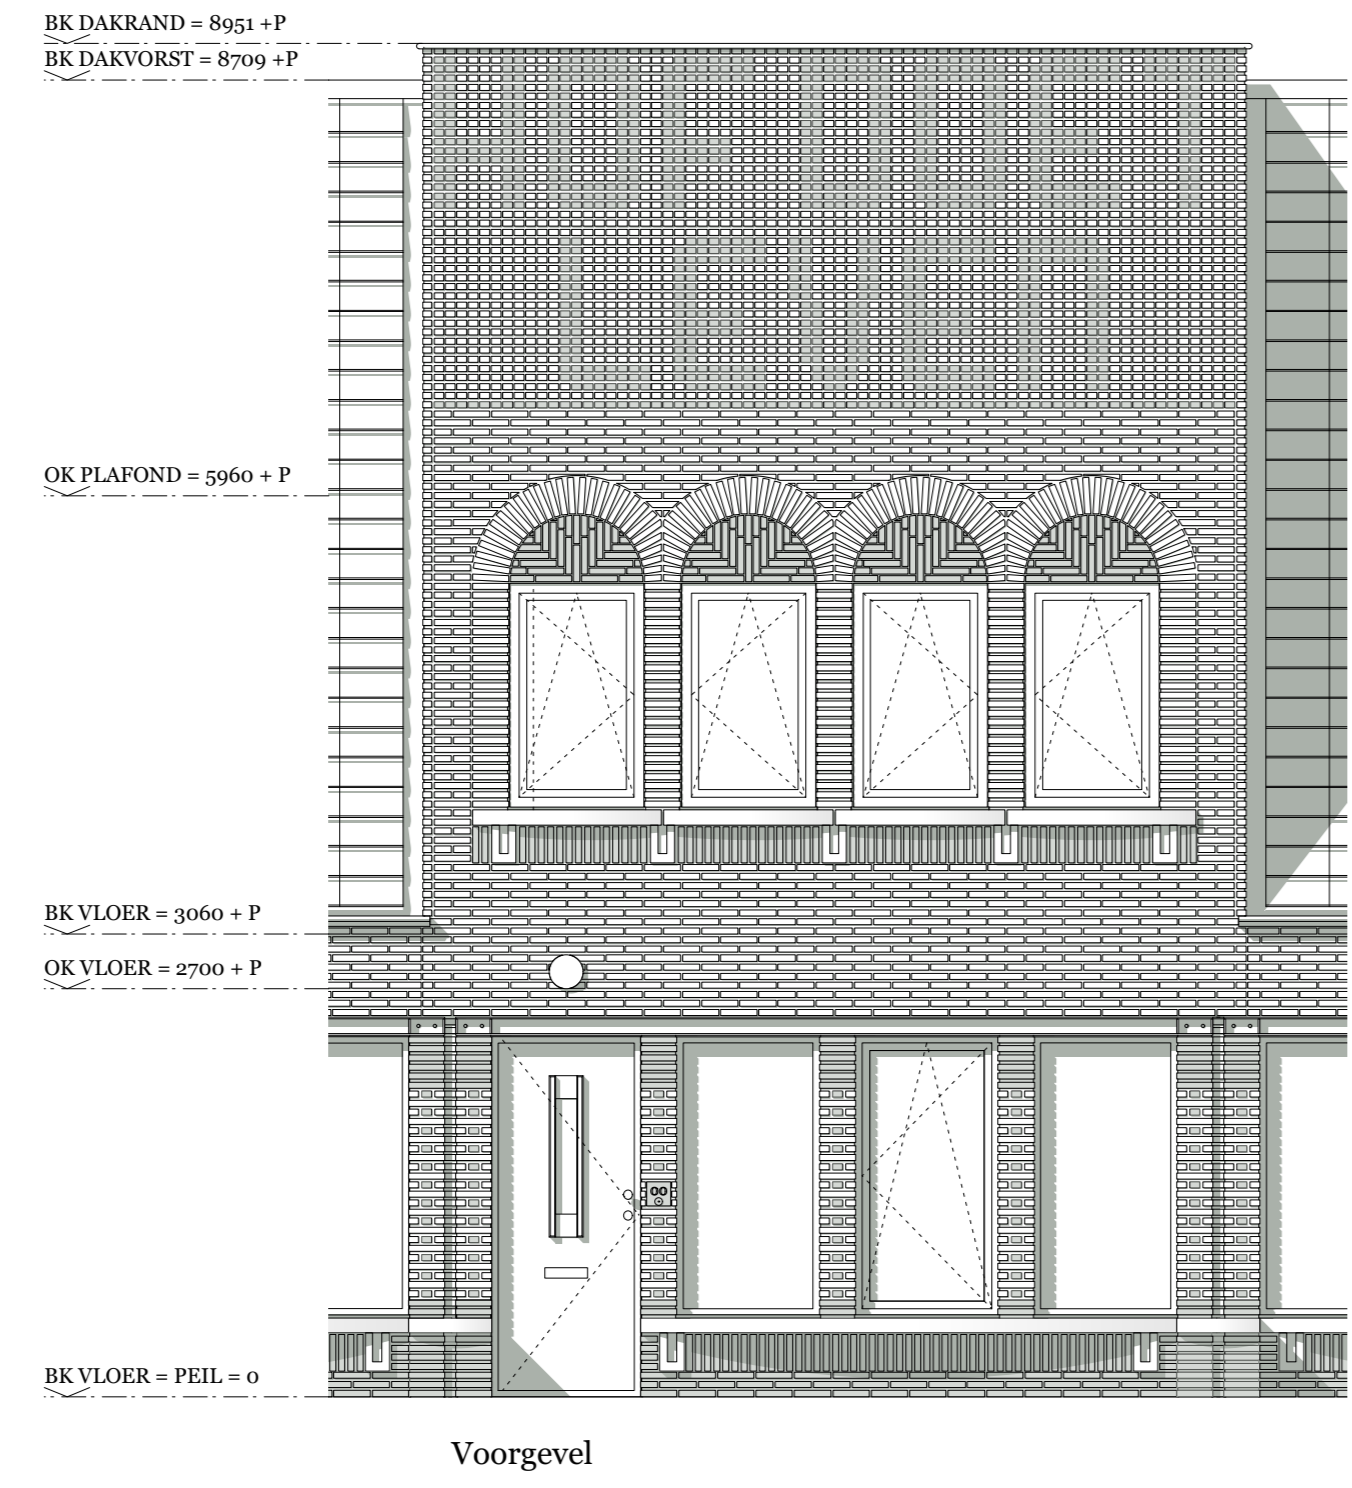 BK DAKRAND = 8951 +P
BK DAKVORST = 8709 +P
LEVEN
OK PLAFOND = 5960 + P
BK VLOER = 3060 + P
OK VLOER = 2700 + P
BK VLOER = PEIL = 0
Voorgevel